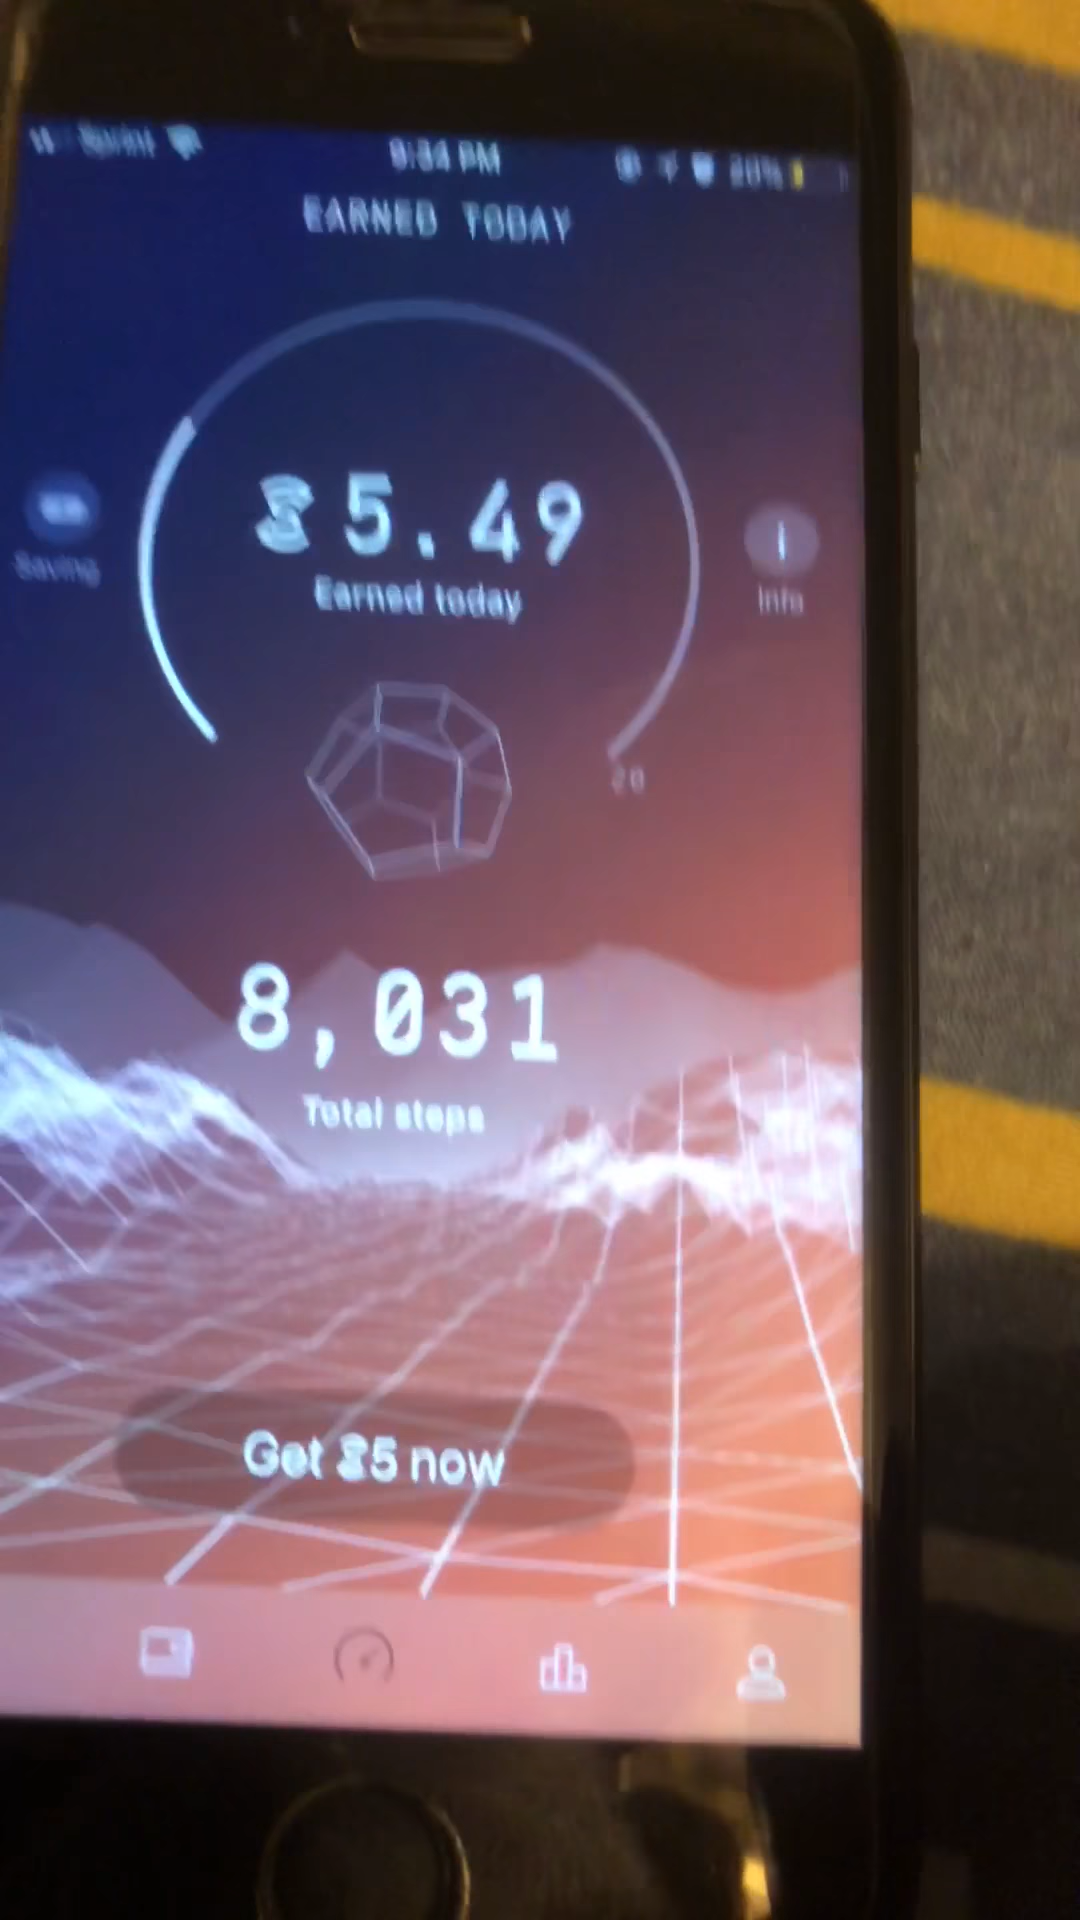 Sprint
9:34 PM
EARNED TODAY
5.49
Earned today
Saving
Info
20
8,031
Total steps
Get 5 now